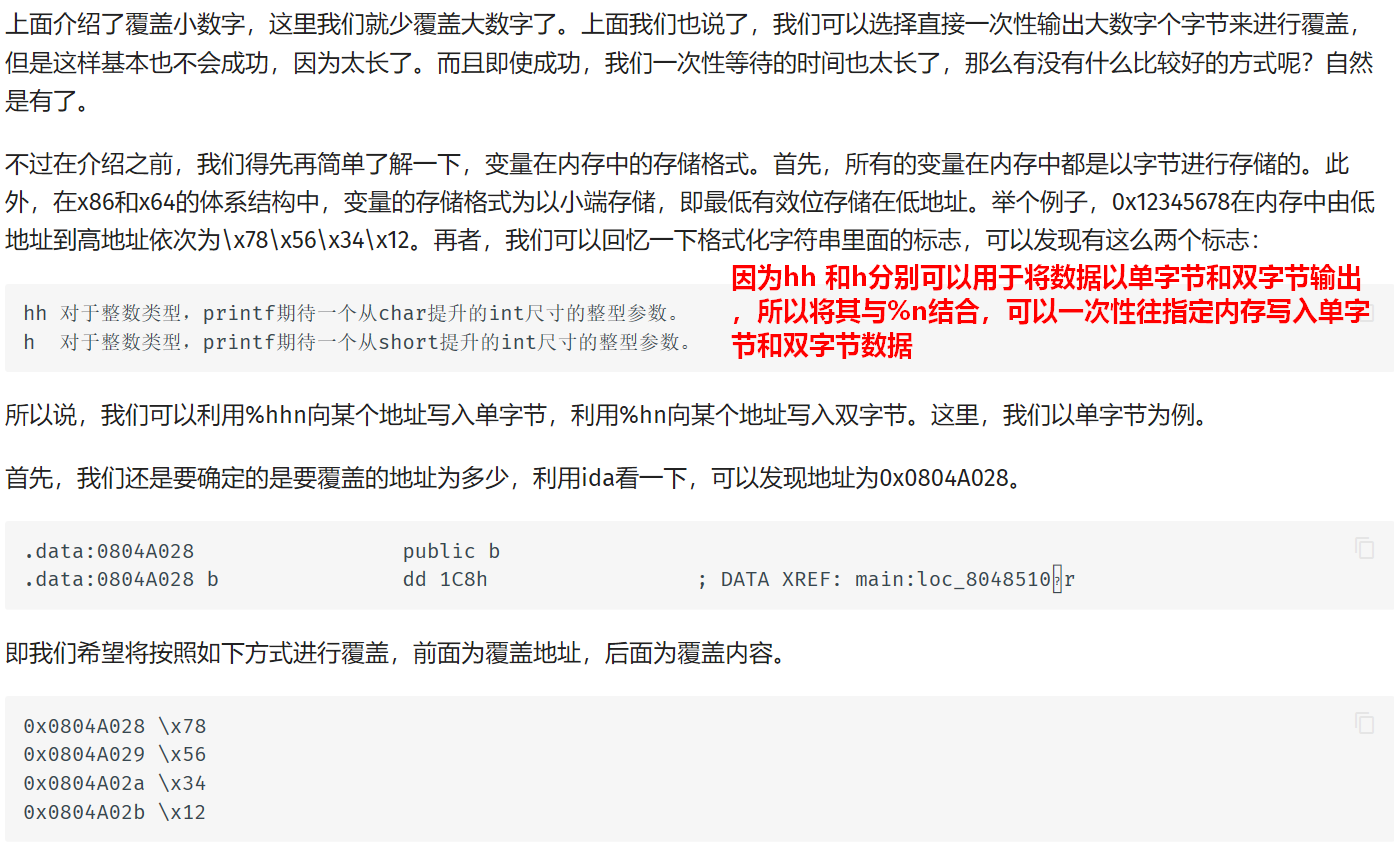 上面介绍了覆盖小数字，这里我们就少覆盖大数字了。上面我们也说了，我们可以选择直接一次性输出大数字个字节来进行覆盖，
但是这样基本也不会成功，因为太长了。而且即使成功，我们一次性等待的时间也太长了，那么有没有什么比较好的方式呢？自然
是有了。
不过在介绍之前，我们得先再简单了解一下，变量在内存中的存储格式。首先，所有的变量在内存中都是以字节进行存储的。此
外，在x86和x64的体系结构中，变量的存储格式为以小端存储，即最低有效位存储在低地址。举个例子，0x12345678在内存中由低
地址到高地址依次为\x78\x56\x34\x12。再者，我们可以回忆一下格式化字符串里面的标志，可以发现有这么两个标志：
因为hh 和h分别可以用于将数据以单字节和双字节输出
，所以将其与%n结合，可以一次性往指定内存写入单字
节和双字节数据
hh 对于整数类型，printf期待一个从char提升的int尺寸的整型参数。
h  对于整数类型，printf期待一个从short提升的int尺寸的整型参数。
所以说，我们可以利用%hhn向某个地址写入单字节，利用%hn向某个地址写入双字节。这里，我们以单字节为例。
首先，我们还是要确定的是要覆盖的地址为多少，利用ida看一下，可以发现地址为0x0804A028。
.data:0804A028                 public b
.data:0804A028 b               dd 1C8h                 ; DATA XREF: main:loc_8048510?r
即我们希望将按照如下方式进行覆盖，前面为覆盖地址，后面为覆盖内容。
0x0804A028 \x78
0x0804A029 \x56
0x0804A02a \x34
0x0804A02b \x12